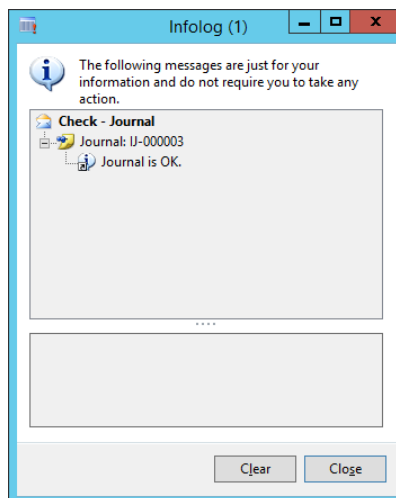 Infolog (1)
The following messages are just for your
information and do not require you to take any
action.
Check - Journal
Journal: IJ-000003
Journal is OK.
Clear
Close